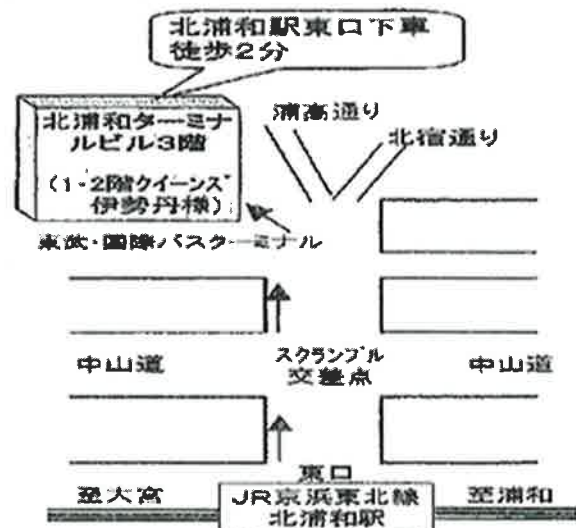 北浦和駅東口下車
徒歩2分
浦高通り
北宿通り
北浦和ターミナ
ルビル3階
(1・2階クイーンズ
伊勢丹様)
東武・国際バスターミナル
中山道
スクランブル
交差点
中山道
東口
至大宮
JR京浜東北線
北浦和駅
至浦和